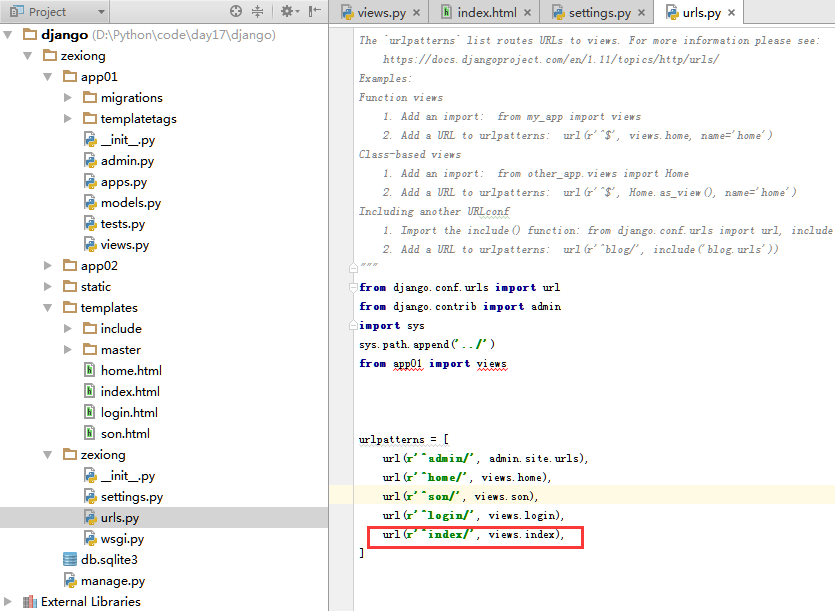 Project
django (D:\Python\code\day17\django)
zexiong
app01
migrations
templatetags
__init__.py
admin.py
apps.py
models.py
tests.py
views.py
app02
static
templates
include
master
home.html
index.html
login.html
son.html
zexiong
__init__.py
settings.py
urls.py
wsgi.py
db.sqlite3
manage.py
External Libraries
views.py × index.html × settings.py × urls.py ×
The `urlpatterns` list routes URLs to views. For more information please see:
    https://docs.djangoproject.com/en/1.11/topics/http/urls/
Examples:
Function views
    1. Add an import:  from my_app import views
    2. Add a URL to urlpatterns:  url(r'^$', views.home, name='home')
Class-based views
    1. Add an import:  from other_app.views import Home
    2. Add a URL to urlpatterns:  url(r'^$', Home.as_view(), name='home')
Including another URLconf
    1. Import the include() function: from django.conf.urls import url, include
    2. Add a URL to urlpatterns:  url(r'^blog/', include('blog.urls'))
"""
from django.conf.urls import url
from django.contrib import admin
import sys
sys.path.append('../')
from app01 import views
urlpatterns = [
    url(r'^admin/', admin.site.urls),
    url(r'^home/', views.home),
    url(r'^son/', views.son),
    url(r'^login/', views.login),
    url(r'^index/', views.index),
]